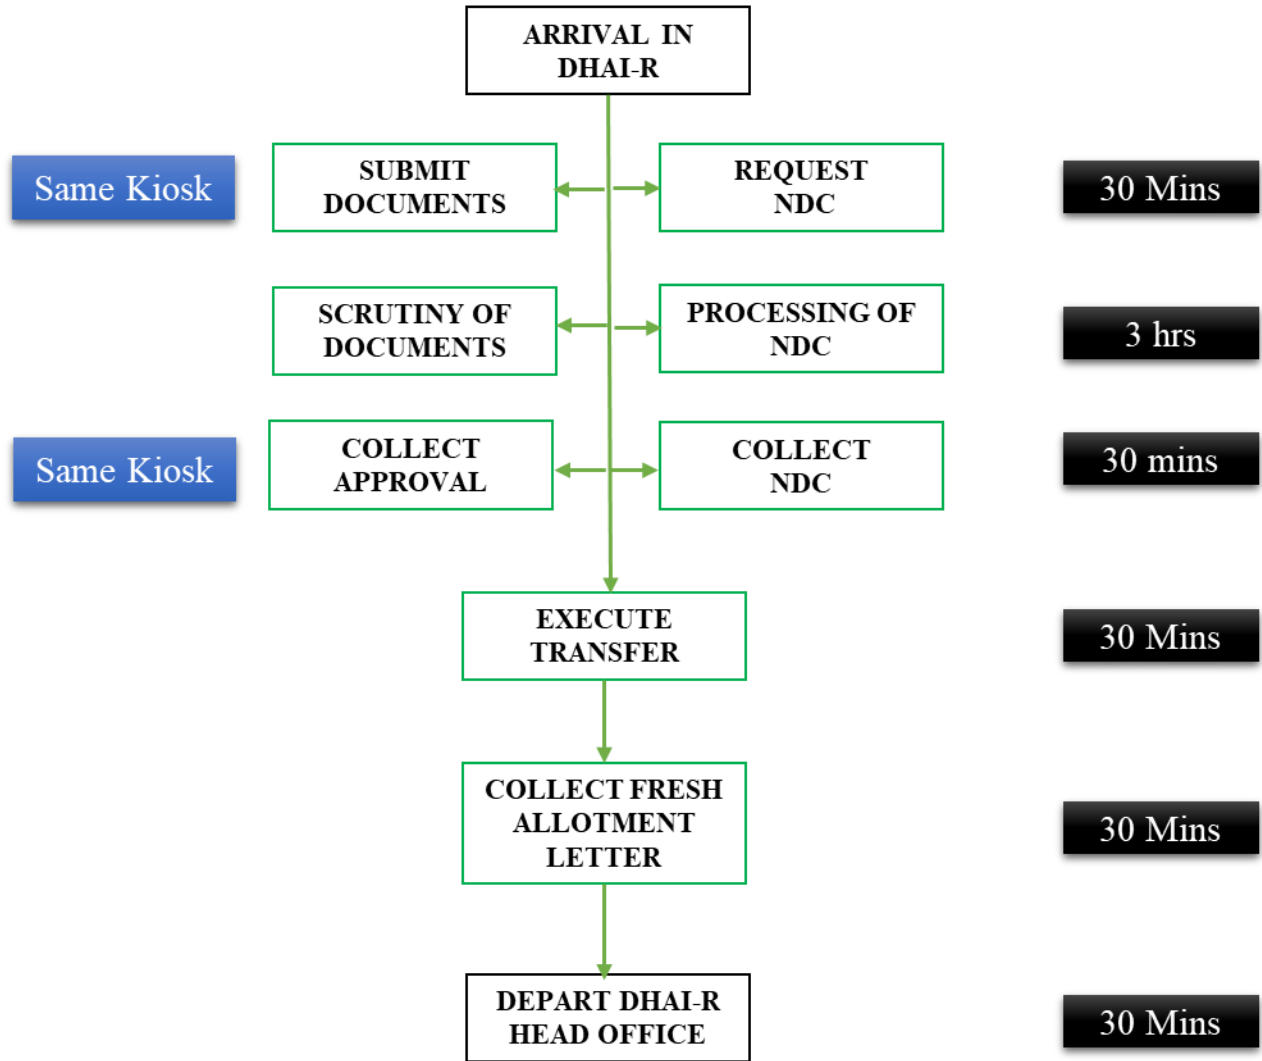 ARRIVAL IN
DHAI-R
Same Kiosk
SUBMIT
DOCUMENTS
REQUEST
NDC
30 Mins
SCRUTINY OF
DOCUMENTS
PROCESSING OF
NDC
3 hrs
Same Kiosk
COLLECT
APPROVAL
COLLECT
NDC
30 mins
EXECUTE
TRANSFER
30 Mins
COLLECT FRESH
ALLOTMENT
LETTER
30 Mins
DEPART DHAI-R
HEAD OFFICE
30 Mins